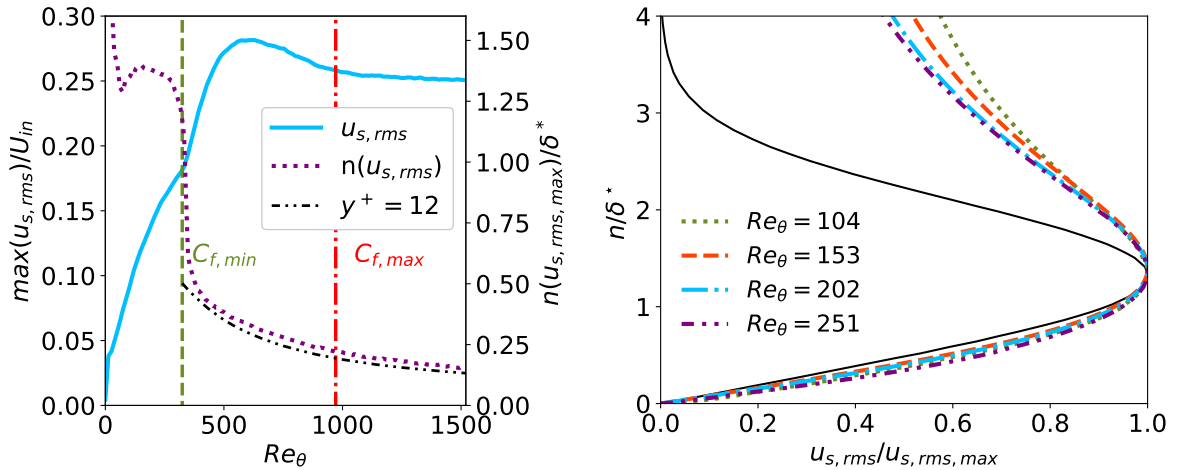 0.30
0.25
0.20
0.15
0.10
0.05
0.00
max(u_{s,rms})/U_{in}
0 500 1000 1500
Re_θ
u_{s,rms}
n(u_{s,rms})
y^+ = 12
C_{f,min}
C_{f,max}
1.50
1.25
1.00
0.75
0.50
0.25
0.00
n(u_{s,rms,max})/δ^*
4
3
2
1
0
n/δ^*
Re_θ = 104
Re_θ = 153
Re_θ = 202
Re_θ = 251
0.0 0.2 0.4 0.6 0.8 1.0
u_{s,rms}/u_{s,rms,max}